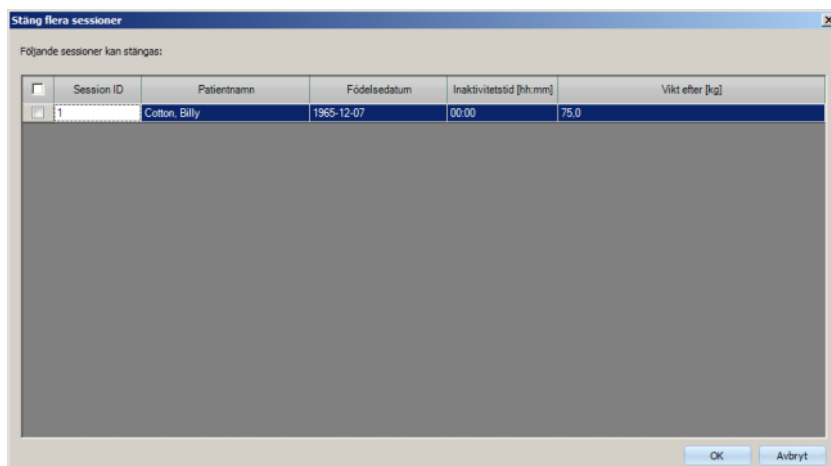 Stäng flera sessioner
Följande sessioner kan stängas:
Session ID Patientnamn Födelsedatum Inaktivitetstid [hh:mm] Vikt efter [kg]
1 Cotton, Billy 1965-12-07 00:00 75,0
OK Avbryt